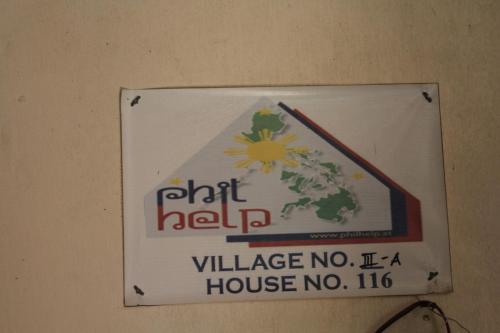 phil
help
www.philhelp.at
VILLAGE NO. III-A
HOUSE NO. 116